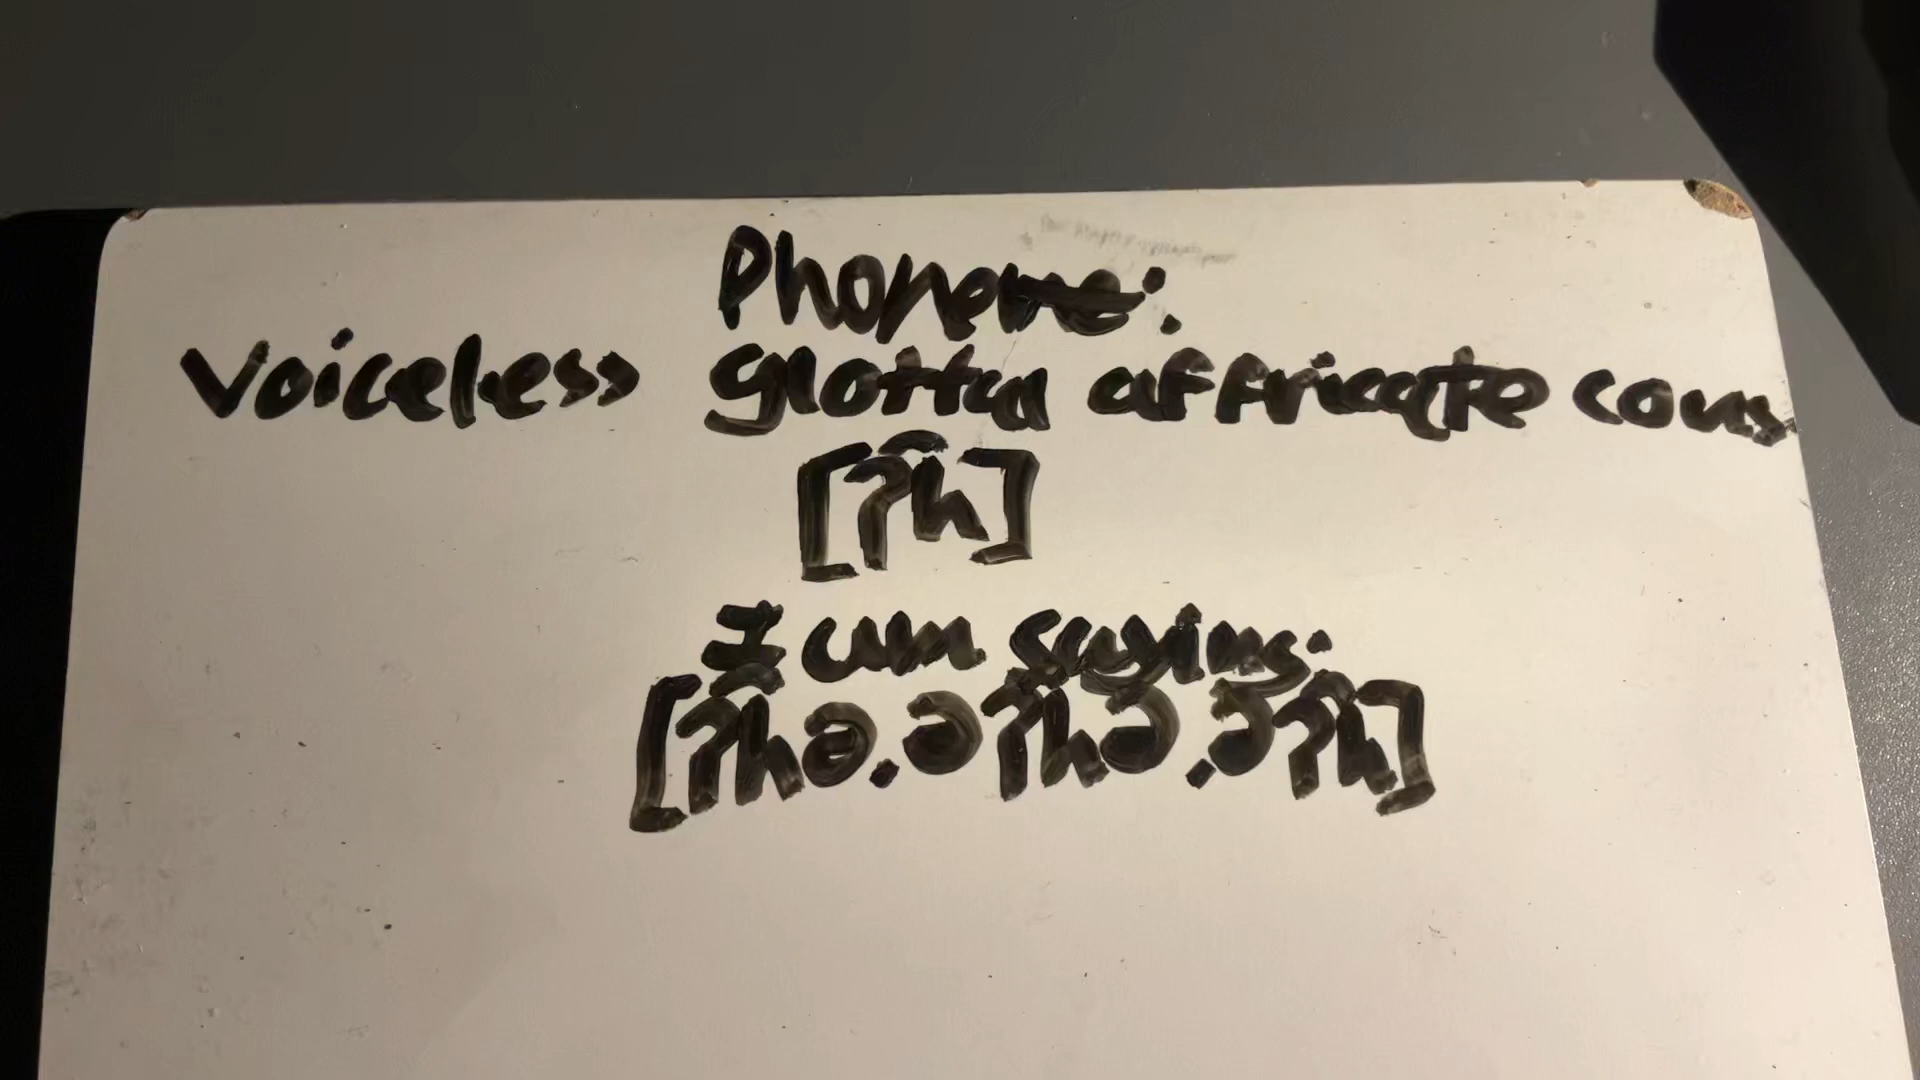 Phoneme:
Voiceless glottal affricate cons.
[ʔ͡h]
I am saying:
[ʔ͡hə.əʔ͡hə.əʔ͡h]